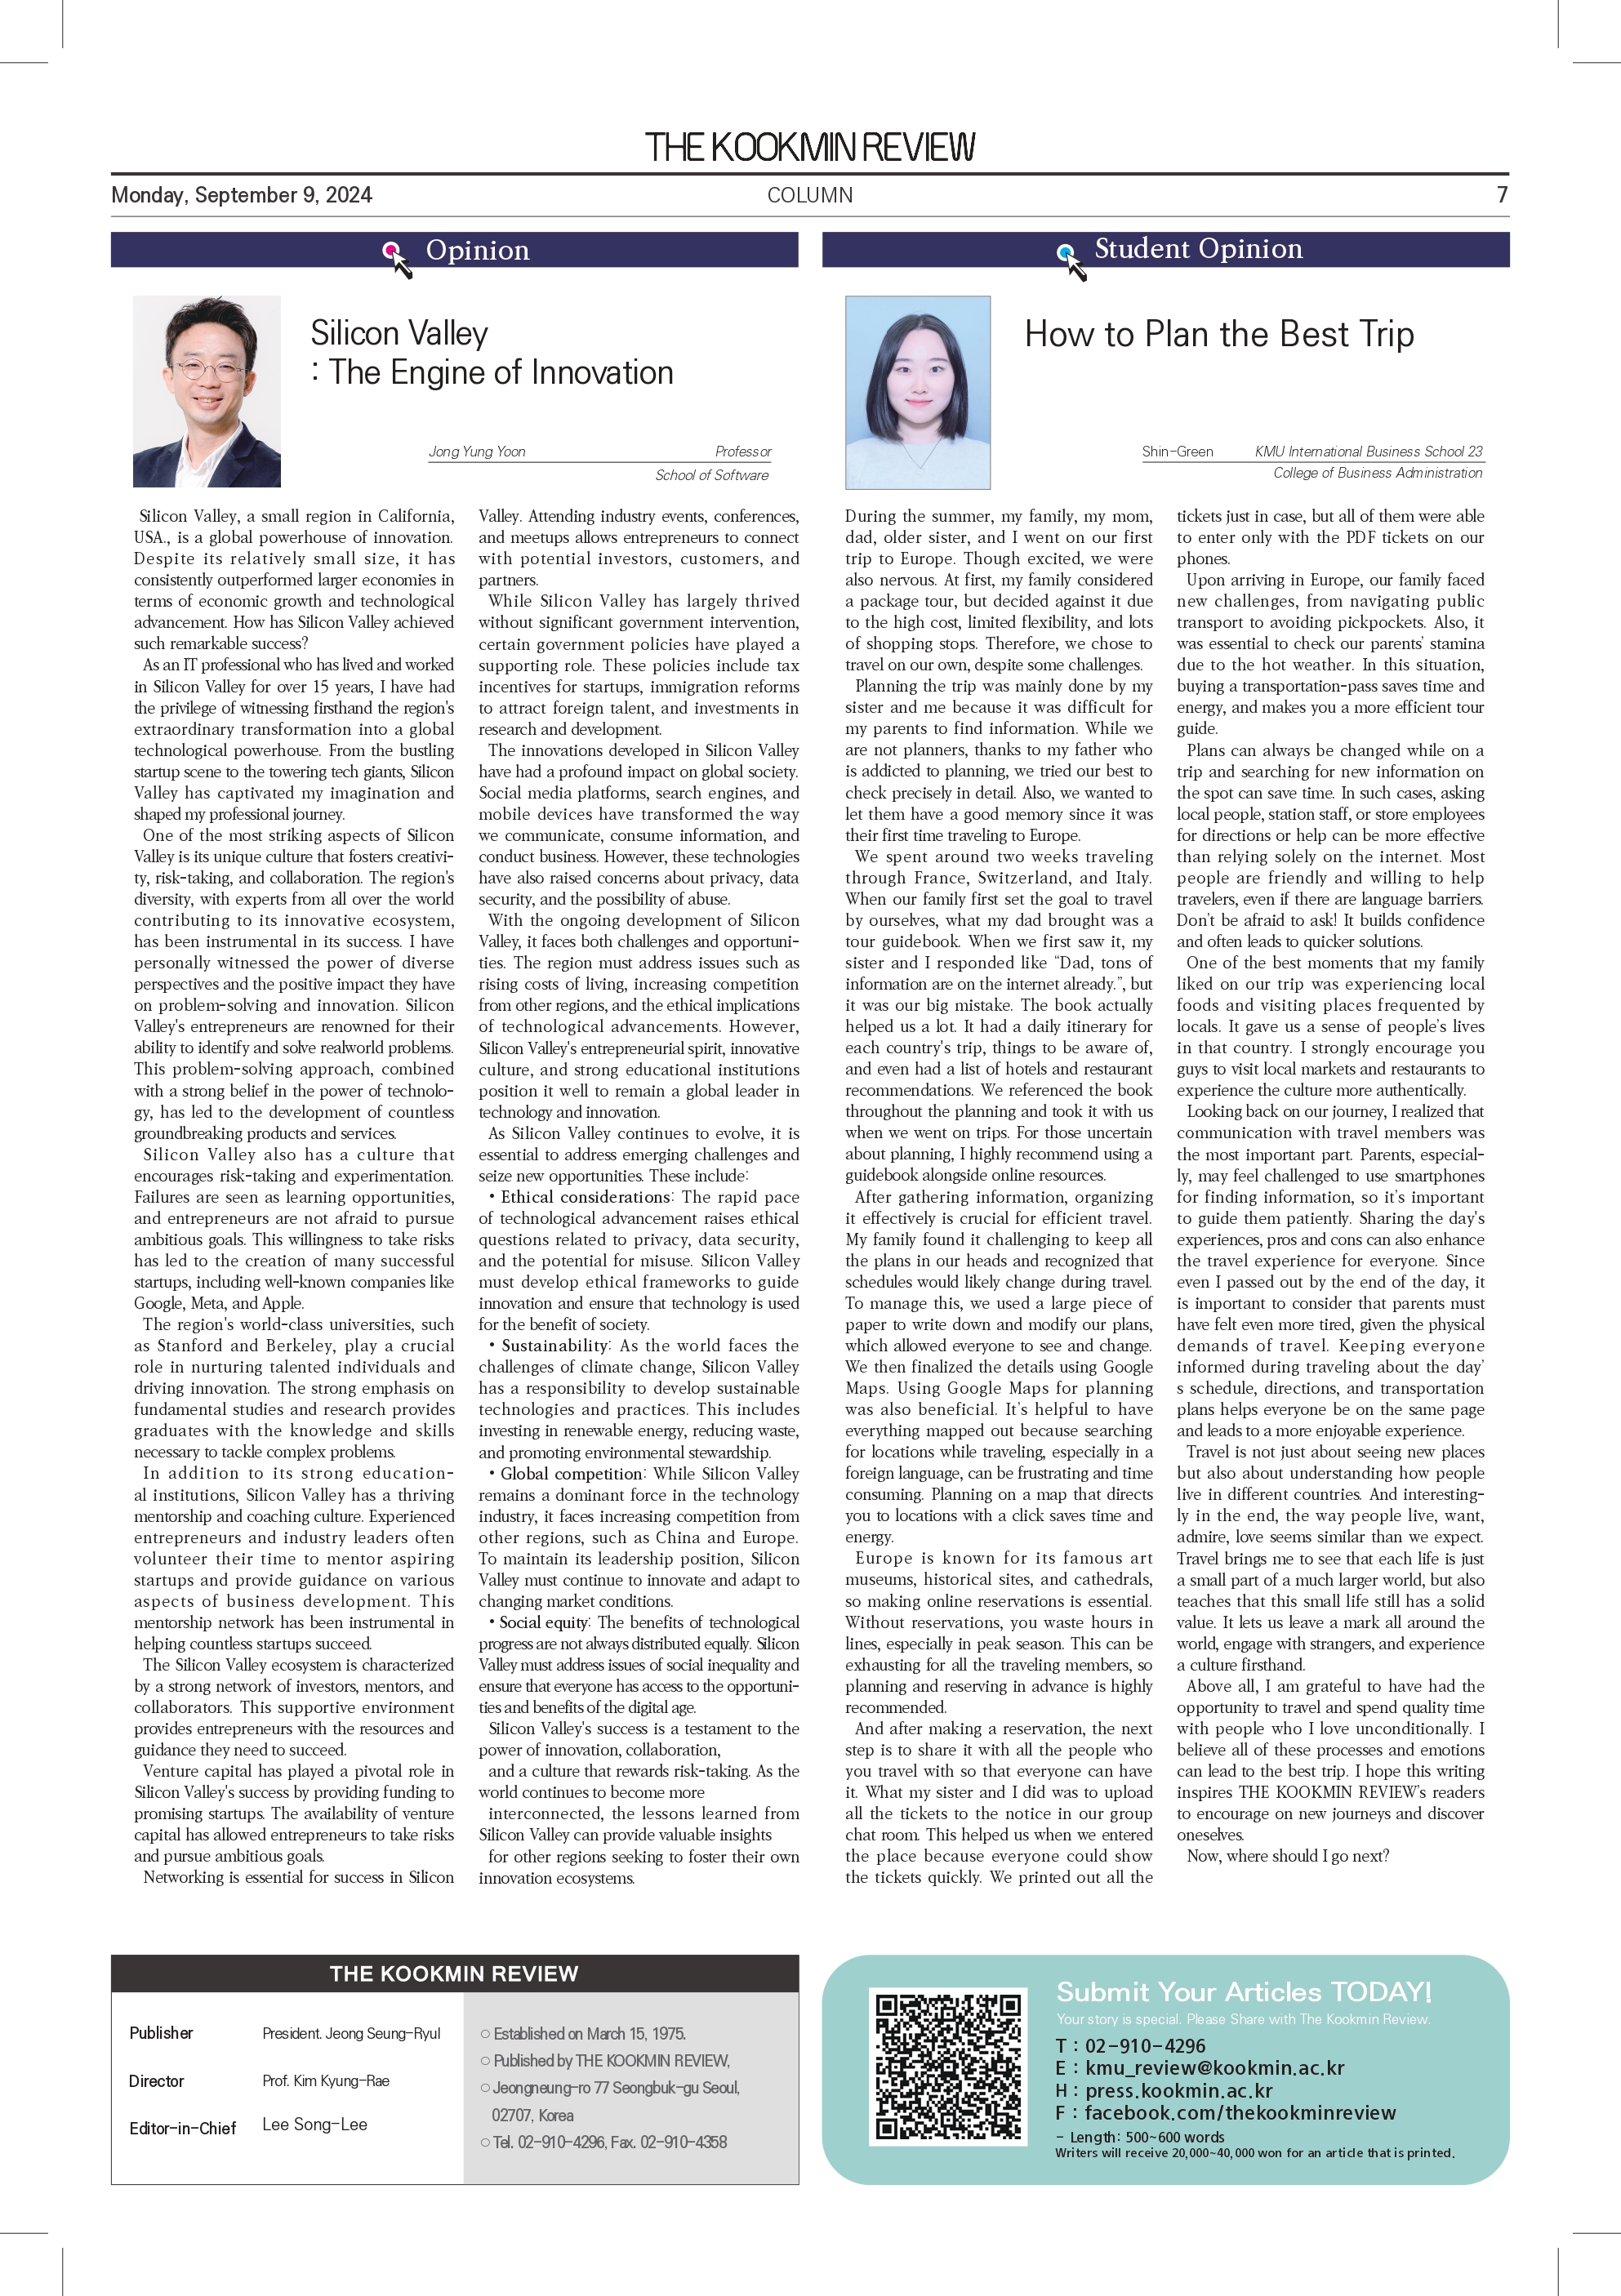 THE KOOKMIN REVIEW
Monday, September 9, 2024
COLUMN
7
Opinion
Silicon Valley
: The Engine of Innovation
Jong Yung Yoon
Professor
School of Software
Silicon Valley, a small region in California,
USA., is a global powerhouse of innovation.
Despite its relatively small size, it has
consistently outperformed larger economies in
terms of economic growth and technological
advancement. How has Silicon Valley achieved
such remarkable success?
As an IT professional who has lived and worked
in Silicon Valley for over 15 years, I have had
the privilege of witnessing firsthand the region's
extraordinary transformation into a global
technological powerhouse. From the bustling
startup scene to the towering tech giants, Silicon
Valley has captivated my imagination and
shaped my professional journey.
One of the most striking aspects of Silicon
Valley is its unique culture that fosters creativi-
ty, risk-taking, and collaboration. The region's
diversity, with experts from all over the world
contributing to its innovative ecosystem,
has been instrumental in its success. I have
personally witnessed the power of diverse
perspectives and the positive impact they have
on problem-solving and innovation. Silicon
Valley's entrepreneurs are renowned for their
ability to identify and solve realworld problems.
This problem-solving approach, combined
with a strong belief in the power of technolo-
gy, has led to the development of countless
groundbreaking products and services.
Silicon Valley also has a culture that
encourages risk-taking and experimentation.
Failures are seen as learning opportunities,
and entrepreneurs are not afraid to pursue
ambitious goals. This willingness to take risks
has led to the creation of many successful
startups, including well-known companies like
Google, Meta, and Apple.
The region's world-class universities, such
as Stanford and Berkeley, play a crucial
role in nurturing talented individuals and
driving innovation. The strong emphasis on
fundamental studies and research provides
graduates with the knowledge and skills
necessary to tackle complex problems.
In addition to its strong education-
al institutions, Silicon Valley has a thriving
mentorship and coaching culture. Experienced
entrepreneurs and industry leaders often
volunteer their time to mentor aspiring
startups and provide guidance on various
aspects of business development. This
mentorship network has been instrumental in
helping countless startups succeed.
The Silicon Valley ecosystem is characterized
by a strong network of investors, mentors, and
collaborators. This supportive environment
provides entrepreneurs with the resources and
guidance they need to succeed.
Venture capital has played a pivotal role in
Silicon Valley's success by providing funding to
promising startups. The availability of venture
capital has allowed entrepreneurs to take risks
and pursue ambitious goals.
Networking is essential for success in Silicon
Valley. Attending industry events, conferences,
and meetups allows entrepreneurs to connect
with potential investors, customers, and
partners.
While Silicon Valley has largely thrived
without significant government intervention,
certain government policies have played a
supporting role. These policies include tax
incentives for startups, immigration reforms
to attract foreign talent, and investments in
research and development.
The innovations developed in Silicon Valley
have had a profound impact on global society.
Social media platforms, search engines, and
mobile devices have transformed the way
we communicate, consume information, and
conduct business. However, these technologies
have also raised concerns about privacy, data
security, and the possibility of abuse.
With the ongoing development of Silicon
Valley, it faces both challenges and opportuni-
ties. The region must address issues such as
rising costs of living, increasing competition
from other regions, and the ethical implications
of technological advancements. However,
Silicon Valley's entrepreneurial spirit, innovative
culture, and strong educational institutions
position it well to remain a global leader in
technology and innovation.
As Silicon Valley continues to evolve, it is
essential to address emerging challenges and
seize new opportunities. These include:
• Ethical considerations: The rapid pace
of technological advancement raises ethical
questions related to privacy, data security,
and the potential for misuse. Silicon Valley
must develop ethical frameworks to guide
innovation and ensure that technology is used
for the benefit of society.
• Sustainability: As the world faces the
challenges of climate change, Silicon Valley
has a responsibility to develop sustainable
technologies and practices. This includes
investing in renewable energy, reducing waste,
and promoting environmental stewardship.
• Global competition: While Silicon Valley
remains a dominant force in the technology
industry, it faces increasing competition from
other regions, such as China and Europe.
To maintain its leadership position, Silicon
Valley must continue to innovate and adapt to
changing market conditions.
• Social equity: The benefits of technological
progress are not always distributed equally. Silicon
Valley must address issues of social inequality and
ensure that everyone has access to the opportuni-
ties and benefits of the digital age.
Silicon Valley's success is a testament to the
power of innovation, collaboration,
and a culture that rewards risk-taking. As the
world continues to become more
interconnected, the lessons learned from
Silicon Valley can provide valuable insights
for other regions seeking to foster their own
innovation ecosystems.
Student Opinion
How to Plan the Best Trip
Shin-Green
KMU International Business School 23
College of Business Administration
During the summer, my family, my mom,
dad, older sister, and I went on our first
trip to Europe. Though excited, we were
also nervous. At first, my family considered
a package tour, but decided against it due
to the high cost, limited flexibility, and lots
of shopping stops. Therefore, we chose to
travel on our own, despite some challenges.
Planning the trip was mainly done by my
sister and me because it was difficult for
my parents to find information. While we
are not planners, thanks to my father who
is addicted to planning, we tried our best to
check precisely in detail. Also, we wanted to
let them have a good memory since it was
their first time traveling to Europe.
We spent around two weeks traveling
through France, Switzerland, and Italy.
When our family first set the goal to travel
by ourselves, what my dad brought was a
tour guidebook. When we first saw it, my
sister and I responded like “Dad, tons of
information are on the internet already.”, but
it was our big mistake. The book actually
helped us a lot. It had a daily itinerary for
each country's trip, things to be aware of,
and even had a list of hotels and restaurant
recommendations. We referenced the book
throughout the planning and took it with us
when we went on trips. For those uncertain
about planning, I highly recommend using a
guidebook alongside online resources.
After gathering information, organizing
it effectively is crucial for efficient travel.
My family found it challenging to keep all
the plans in our heads and recognized that
schedules would likely change during travel.
To manage this, we used a large piece of
paper to write down and modify our plans,
which allowed everyone to see and change.
We then finalized the details using Google
Maps. Using Google Maps for planning
was also beneficial. It’s helpful to have
everything mapped out because searching
for locations while traveling, especially in a
foreign language, can be frustrating and time
consuming. Planning on a map that directs
you to locations with a click saves time and
energy.
Europe is known for its famous art
museums, historical sites, and cathedrals,
so making online reservations is essential.
Without reservations, you waste hours in
lines, especially in peak season. This can be
exhausting for all the traveling members, so
planning and reserving in advance is highly
recommended.
And after making a reservation, the next
step is to share it with all the people who
you travel with so that everyone can have
it. What my sister and I did was to upload
all the tickets to the notice in our group
chat room. This helped us when we entered
the place because everyone could show
the tickets quickly. We printed out all the
tickets just in case, but all of them were able
to enter only with the PDF tickets on our
phones.
Upon arriving in Europe, our family faced
new challenges, from navigating public
transport to avoiding pickpockets. Also, it
was essential to check our parents’ stamina
due to the hot weather. In this situation,
buying a transportation-pass saves time and
energy, and makes you a more efficient tour
guide.
Plans can always be changed while on a
trip and searching for new information on
the spot can save time. In such cases, asking
local people, station staff, or store employees
for directions or help can be more effective
than relying solely on the internet. Most
people are friendly and willing to help
travelers, even if there are language barriers.
Don’t be afraid to ask! It builds confidence
and often leads to quicker solutions.
One of the best moments that my family
liked on our trip was experiencing local
foods and visiting places frequented by
locals. It gave us a sense of people’s lives
in that country. I strongly encourage you
guys to visit local markets and restaurants to
experience the culture more authentically.
Looking back on our journey, I realized that
communication with travel members was
the most important part. Parents, especial-
ly, may feel challenged to use smartphones
for finding information, so it’s important
to guide them patiently. Sharing the day's
experiences, pros and cons can also enhance
the travel experience for everyone. Since
even I passed out by the end of the day, it
is important to consider that parents must
have felt even more tired, given the physical
demands of travel. Keeping everyone
informed during traveling about the day’
s schedule, directions, and transportation
plans helps everyone be on the same page
and leads to a more enjoyable experience.
Travel is not just about seeing new places
but also about understanding how people
live in different countries. And interesting-
ly in the end, the way people live, want,
admire, love seems similar than we expect.
Travel brings me to see that each life is just
a small part of a much larger world, but also
teaches that this small life still has a solid
value. It lets us leave a mark all around the
world, engage with strangers, and experience
a culture firsthand.
Above all, I am grateful to have had the
opportunity to travel and spend quality time
with people who I love unconditionally. I
believe all of these processes and emotions
can lead to the best trip. I hope this writing
inspires THE KOOKMIN REVIEW’s readers
to encourage on new journeys and discover
oneselves.
Now, where should I go next?
THE KOOKMIN REVIEW
Publisher President. Jeong Seung-Ryul
Director Prof. Kim Kyung-Rae
Editor-in-Chief Lee Song-Lee
○ Established on March 15, 1975.
○ Published by THE KOOKMIN REVIEW,
○ Jeongneung-ro 77 Seongbuk-gu Seoul,
02707, Korea
○ Tel. 02-910-4296, Fax. 02-910-4358
Submit Your Articles TODAY!
Your story is special. Please Share with The Kookmin Review.
T : 02-910-4296
E : kmu_review@kookmin.ac.kr
H : press.kookmin.ac.kr
F : facebook.com/thekookminreview
- Length: 500~600 words
Writers will receive 20,000~40,000 won for an article that is printed.